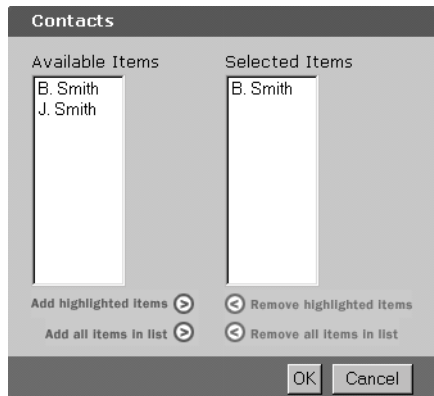 Contacts
Available Items
B. Smith
J. Smith
Selected Items
B. Smith
Add highlighted items
Add all items in list
Remove highlighted items
Remove all items in list
OK
Cancel